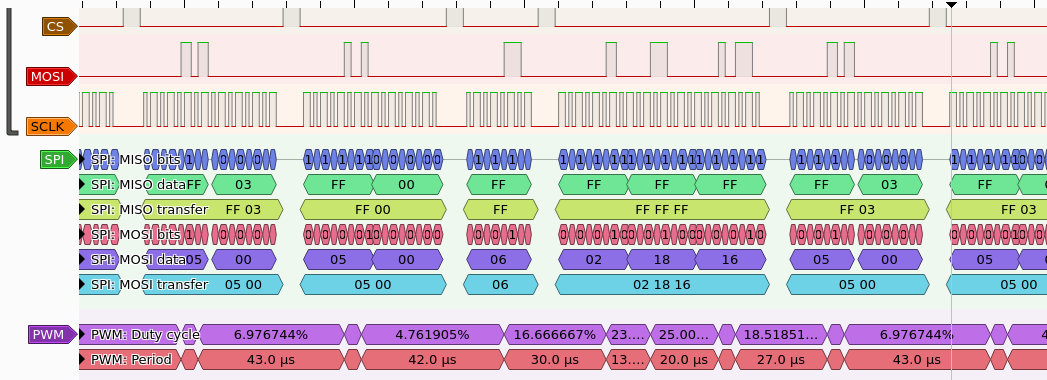 CS
MOSI
SCLK
SPI
SPI: MISO bits
SPI: MISO data FF 03 FF 00 FF FF FF FF FF 03 FF
SPI: MISO transfer FF 03 FF 00 FF FF FF FF FF 03 FF 03
SPI: MOSI bits
SPI: MOSI data 05 00 05 00 06 02 18 16 05 00 05
SPI: MOSI transfer 05 00 05 00 06 02 18 16 05 00 05 00
PWM PWM: Duty cycle 6.976744% 4.761905% 16.666667% 23.... 25.00... 18.51851... 6.976744% 4
PWM: Period 43.0 µs 42.0 µs 30.0 µs 13.... 20.0 µs 27.0 µs 43.0 µs